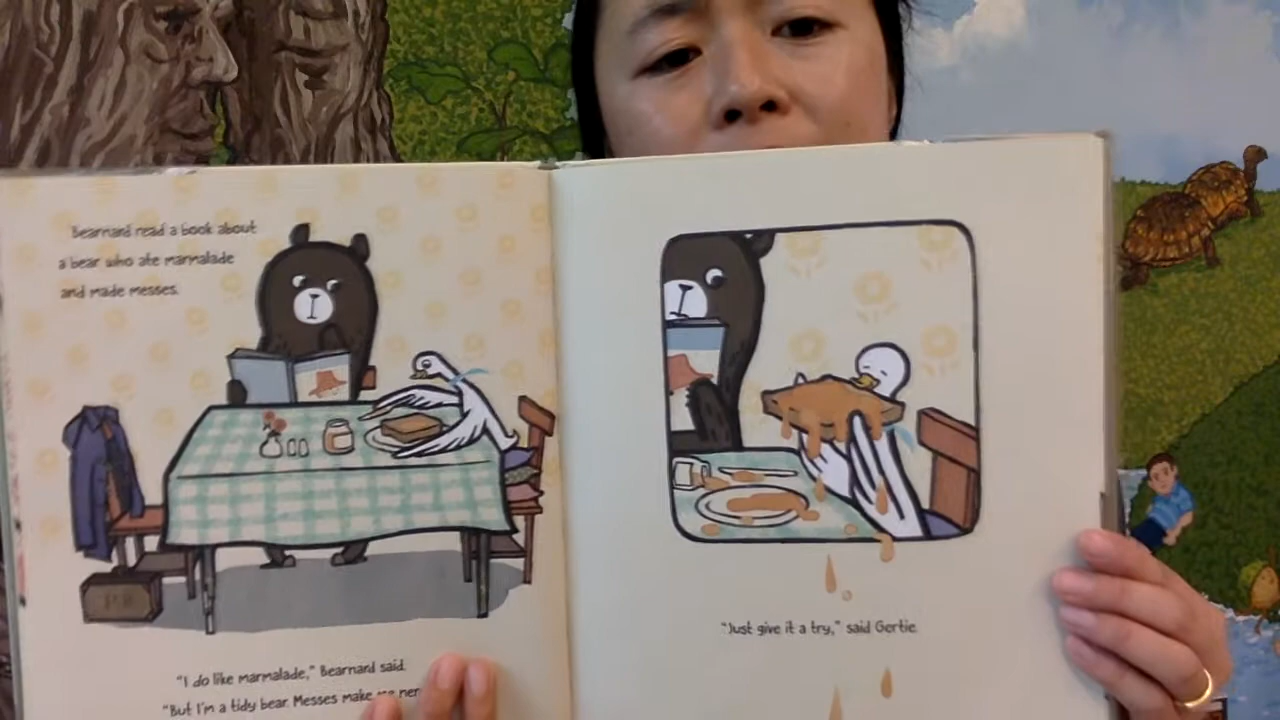 Bearnard read a book about
a bear who ate marmalade
and made messes.
"I do like marmalade," Bearnard said.
"But I'm a tidy bear. Messes make
"Just give it a try," said Gertie.